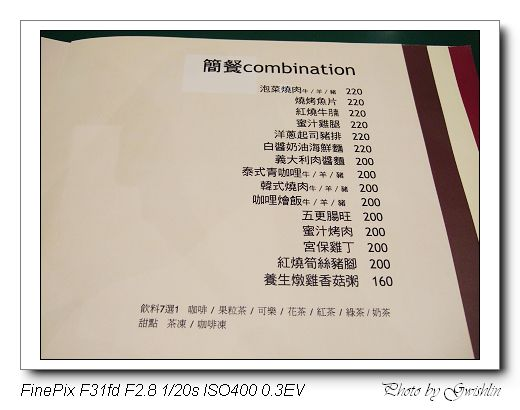 簡餐combination
泡菜燒肉牛/羊/豬 220
燒烤魚片 220
紅燒牛腩 220
蜜汁雞腿 220
洋蔥起司豬排 220
白醬奶油海鮮麵 220
義大利肉醬麵 200
泰式青咖哩牛/羊/豬 200
韓式燒肉牛/羊/豬 200
咖哩燴飯牛/羊/豬 200
五更腸旺 200
蜜汁烤肉 200
宮保雞丁 200
紅燒筍絲豬腳 200
養生燉雞香菇粥 160
飲料7選1 咖啡/果粒茶/可樂/花茶/紅茶/綠茶/奶茶
甜點 茶凍/咖啡凍
FinePix F31fd F2.8 1/20s ISO400 0.3EV
Photo by Gwishlin